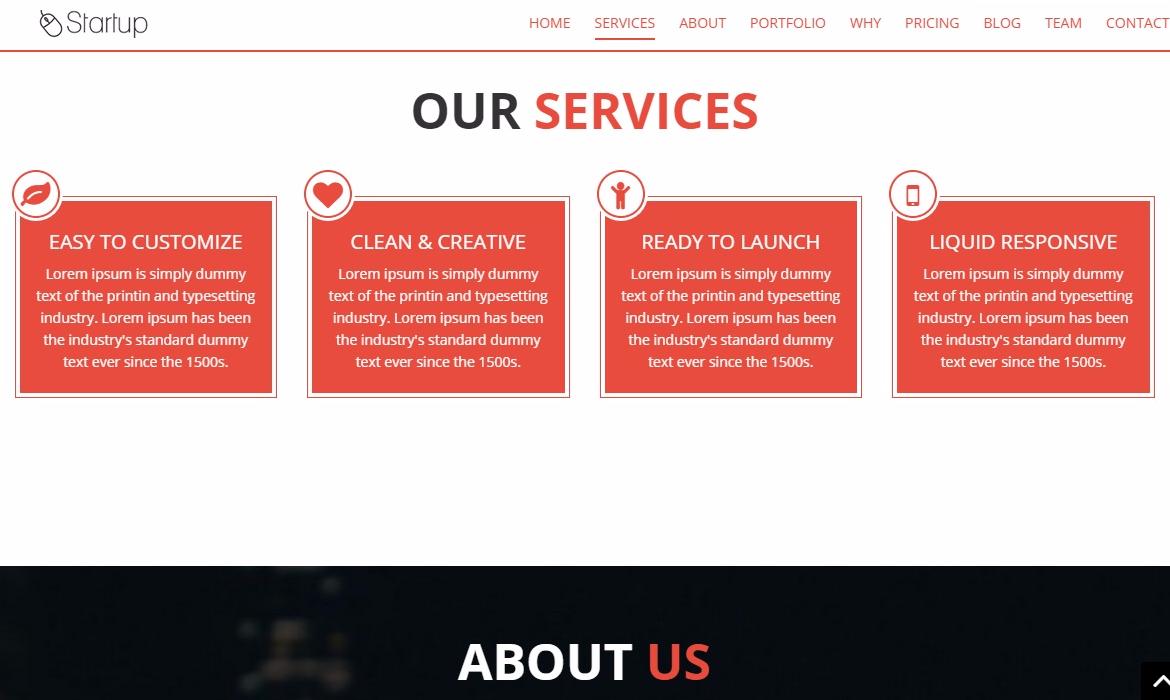 Startup
HOME SERVICES ABOUT PORTFOLIO WHY PRICING BLOG TEAM CONTACT
OUR SERVICES
EASY TO CUSTOMIZE
Lorem ipsum is simply dummy
text of the printin and typesetting
industry. Lorem ipsum has been
the industry's standard dummy
text ever since the 1500s.
CLEAN & CREATIVE
Lorem ipsum is simply dummy
text of the printin and typesetting
industry. Lorem ipsum has been
the industry's standard dummy
text ever since the 1500s.
READY TO LAUNCH
Lorem ipsum is simply dummy
text of the printin and typesetting
industry. Lorem ipsum has been
the industry's standard dummy
text ever since the 1500s.
LIQUID RESPONSIVE
Lorem ipsum is simply dummy
text of the printin and typesetting
industry. Lorem ipsum has been
the industry's standard dummy
text ever since the 1500s.
ABOUT US